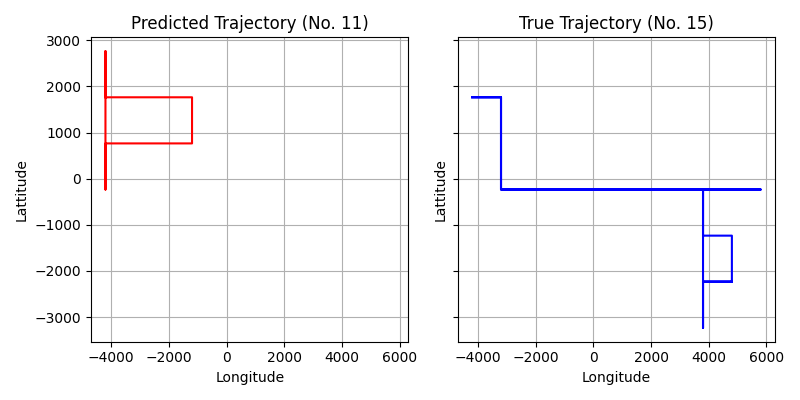 Predicted Trajectory (No. 11)
True Trajectory (No. 15)
3000
2000
1000
0
−1000
−2000
−3000
Lattitude
Lattitude
−4000 −2000 0 2000 4000 6000
−4000 −2000 0 2000 4000 6000
Longitude
Longitude